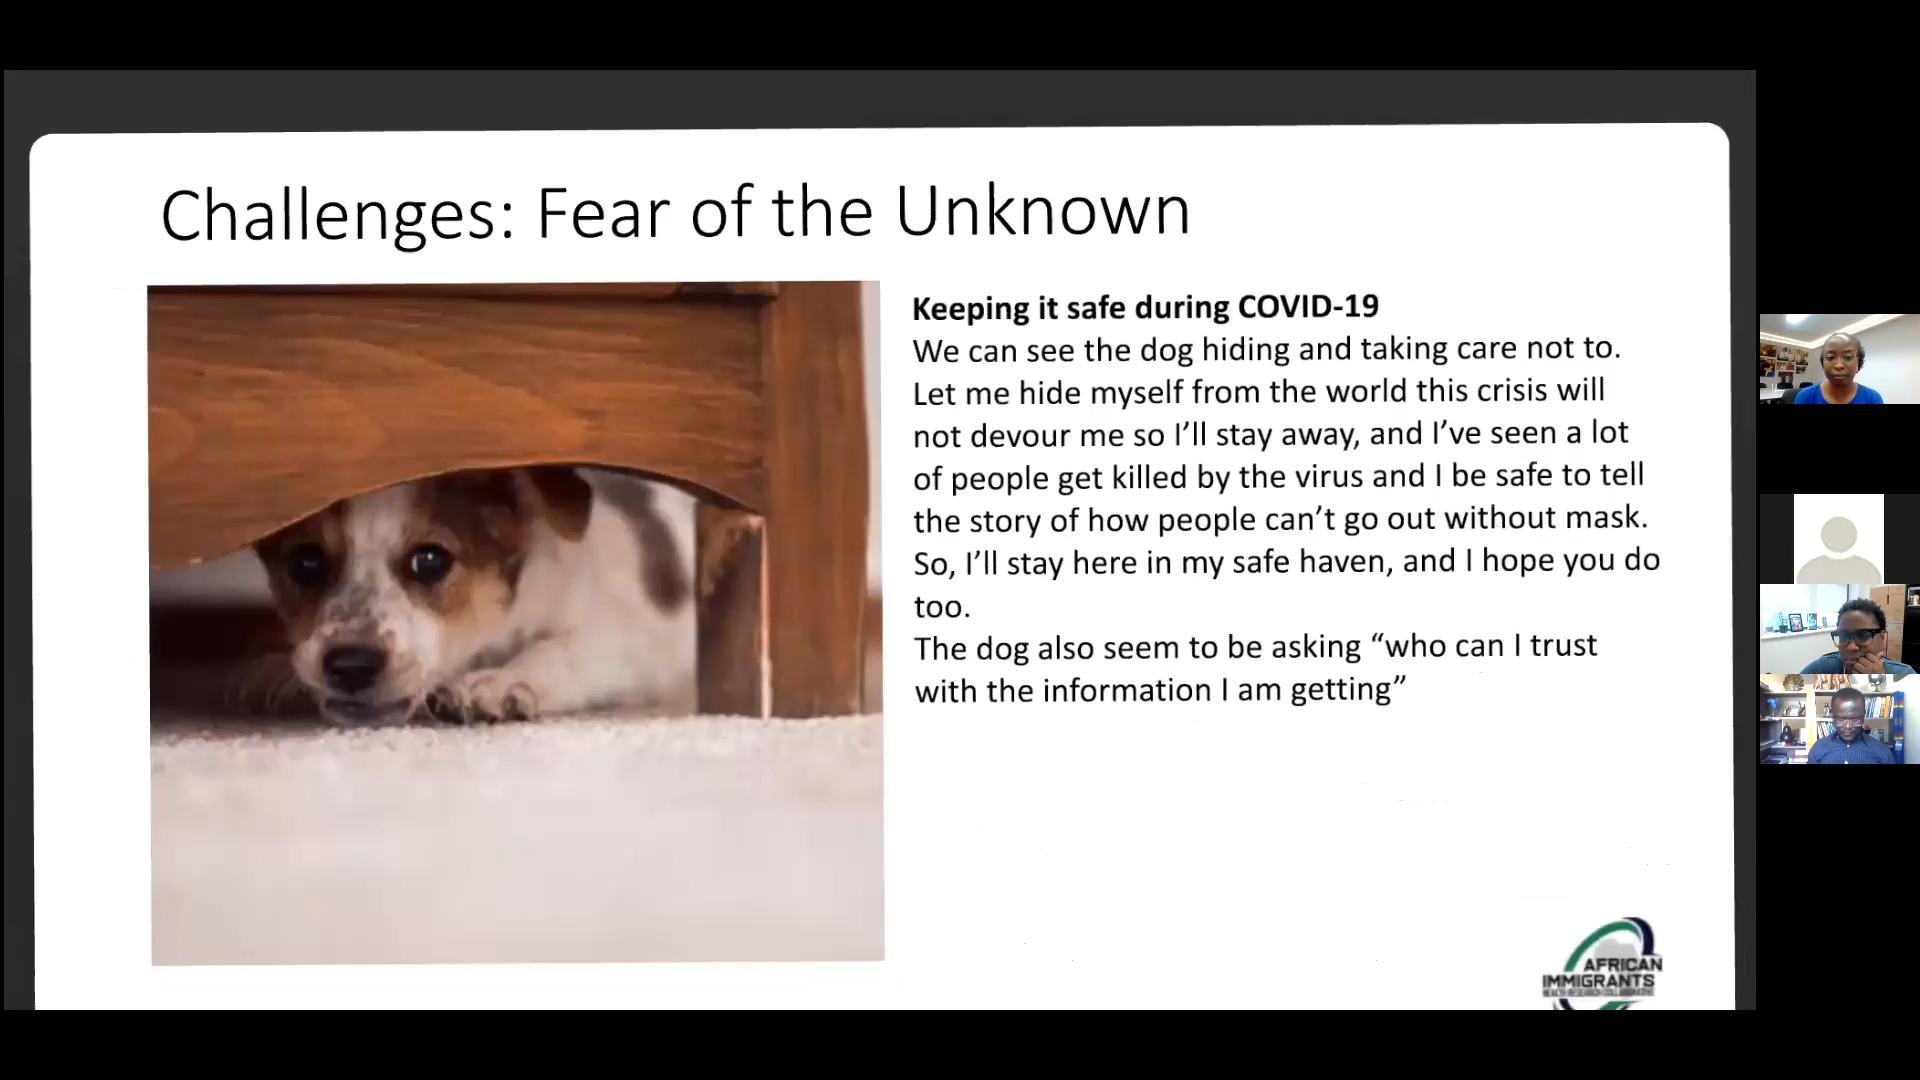 Challenges: Fear of the Unknown
Keeping it safe during COVID-19
We can see the dog hiding and taking care not to.
Let me hide myself from the world this crisis will
not devour me so I’ll stay away, and I’ve seen a lot
of people get killed by the virus and I be safe to tell
the story of how people can’t go out without mask.
So, I’ll stay here in my safe haven, and I hope you do
too.
The dog also seem to be asking “who can I trust
with the information I am getting”
AFRICAN
IMMIGRANTS
HEALTH RESEARCH COLLABORATIVE